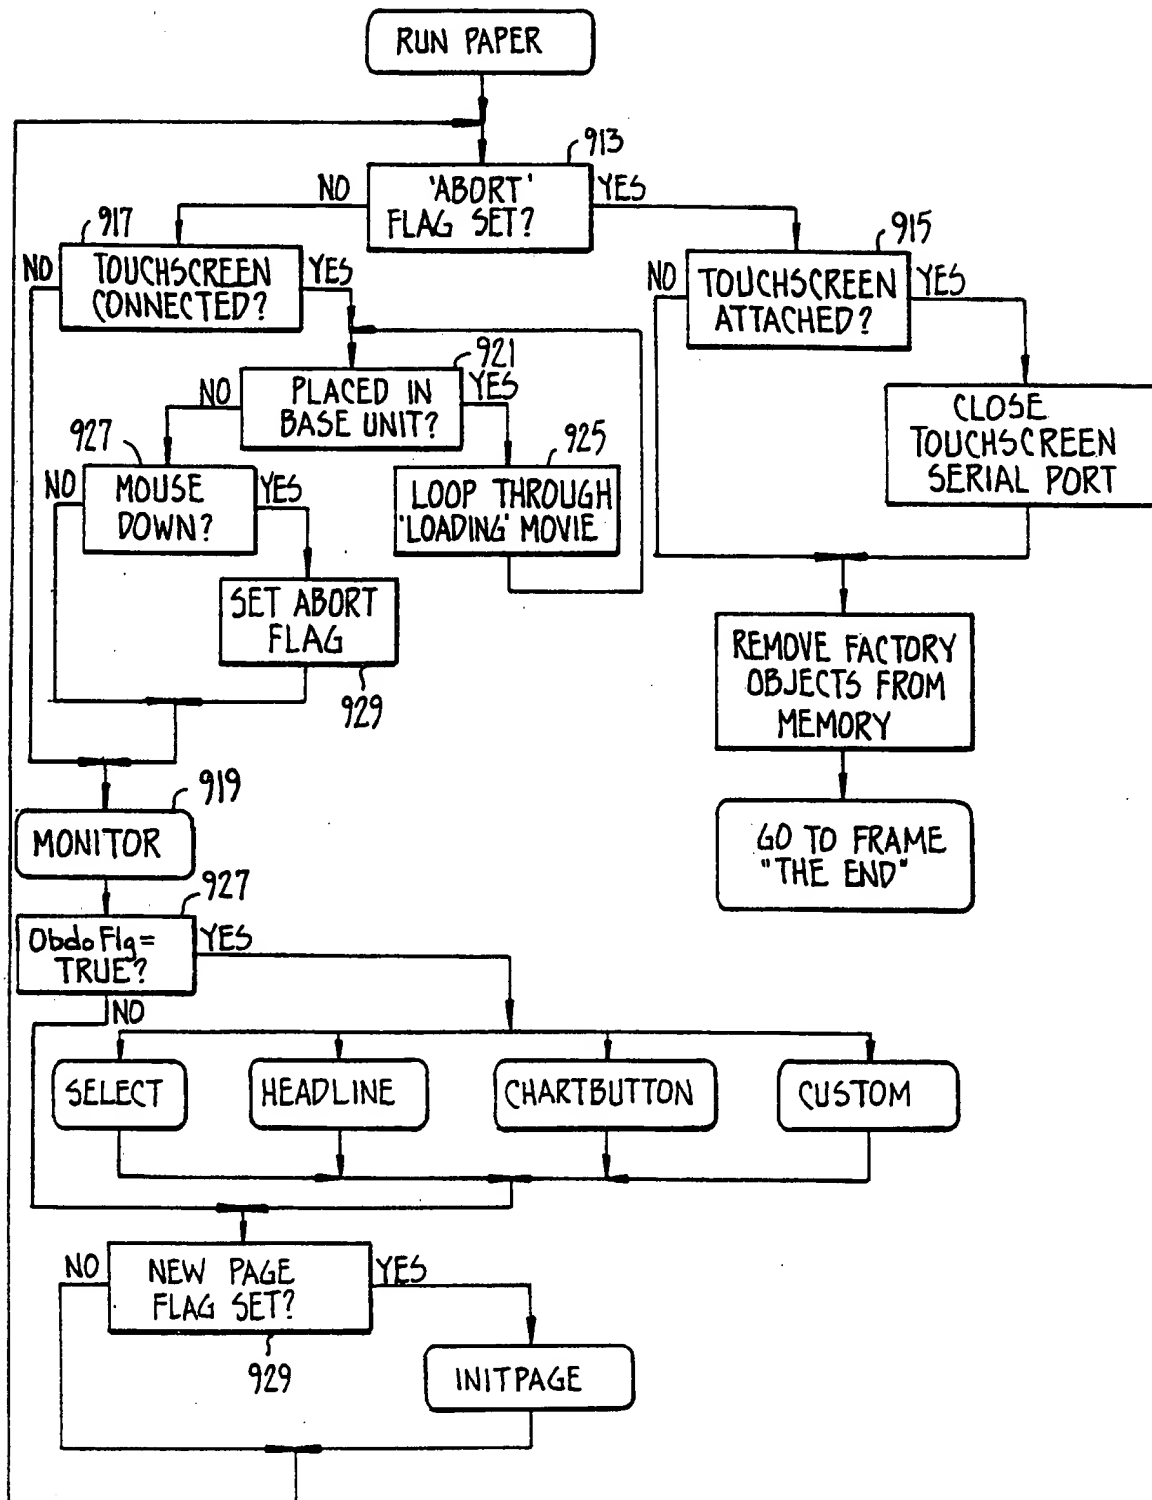 RUN PAPER
913
'ABORT'
FLAG SET?
NO
YES
917
TOUCHSCREEN
CONNECTED?
NO
YES
915
TOUCHSCREEN
ATTACHED?
NO
YES
921
PLACED IN
BASE UNIT?
NO
YES
CLOSE
TOUCHSCREEN
SERIAL PORT
927
MOUSE
DOWN?
NO
YES
925
LOOP THROUGH
'LOADING' MOVIE
SET ABORT
FLAG
929
REMOVE FACTORY
OBJECTS FROM
MEMORY
919
MONITOR
GO TO FRAME
"THE END"
927
ObdoFlg=
TRUE?
YES
NO
SELECT
HEADLINE
CHARTBUTTON
CUSTOM
NO
NEW PAGE
FLAG SET?
YES
929
INITPAGE